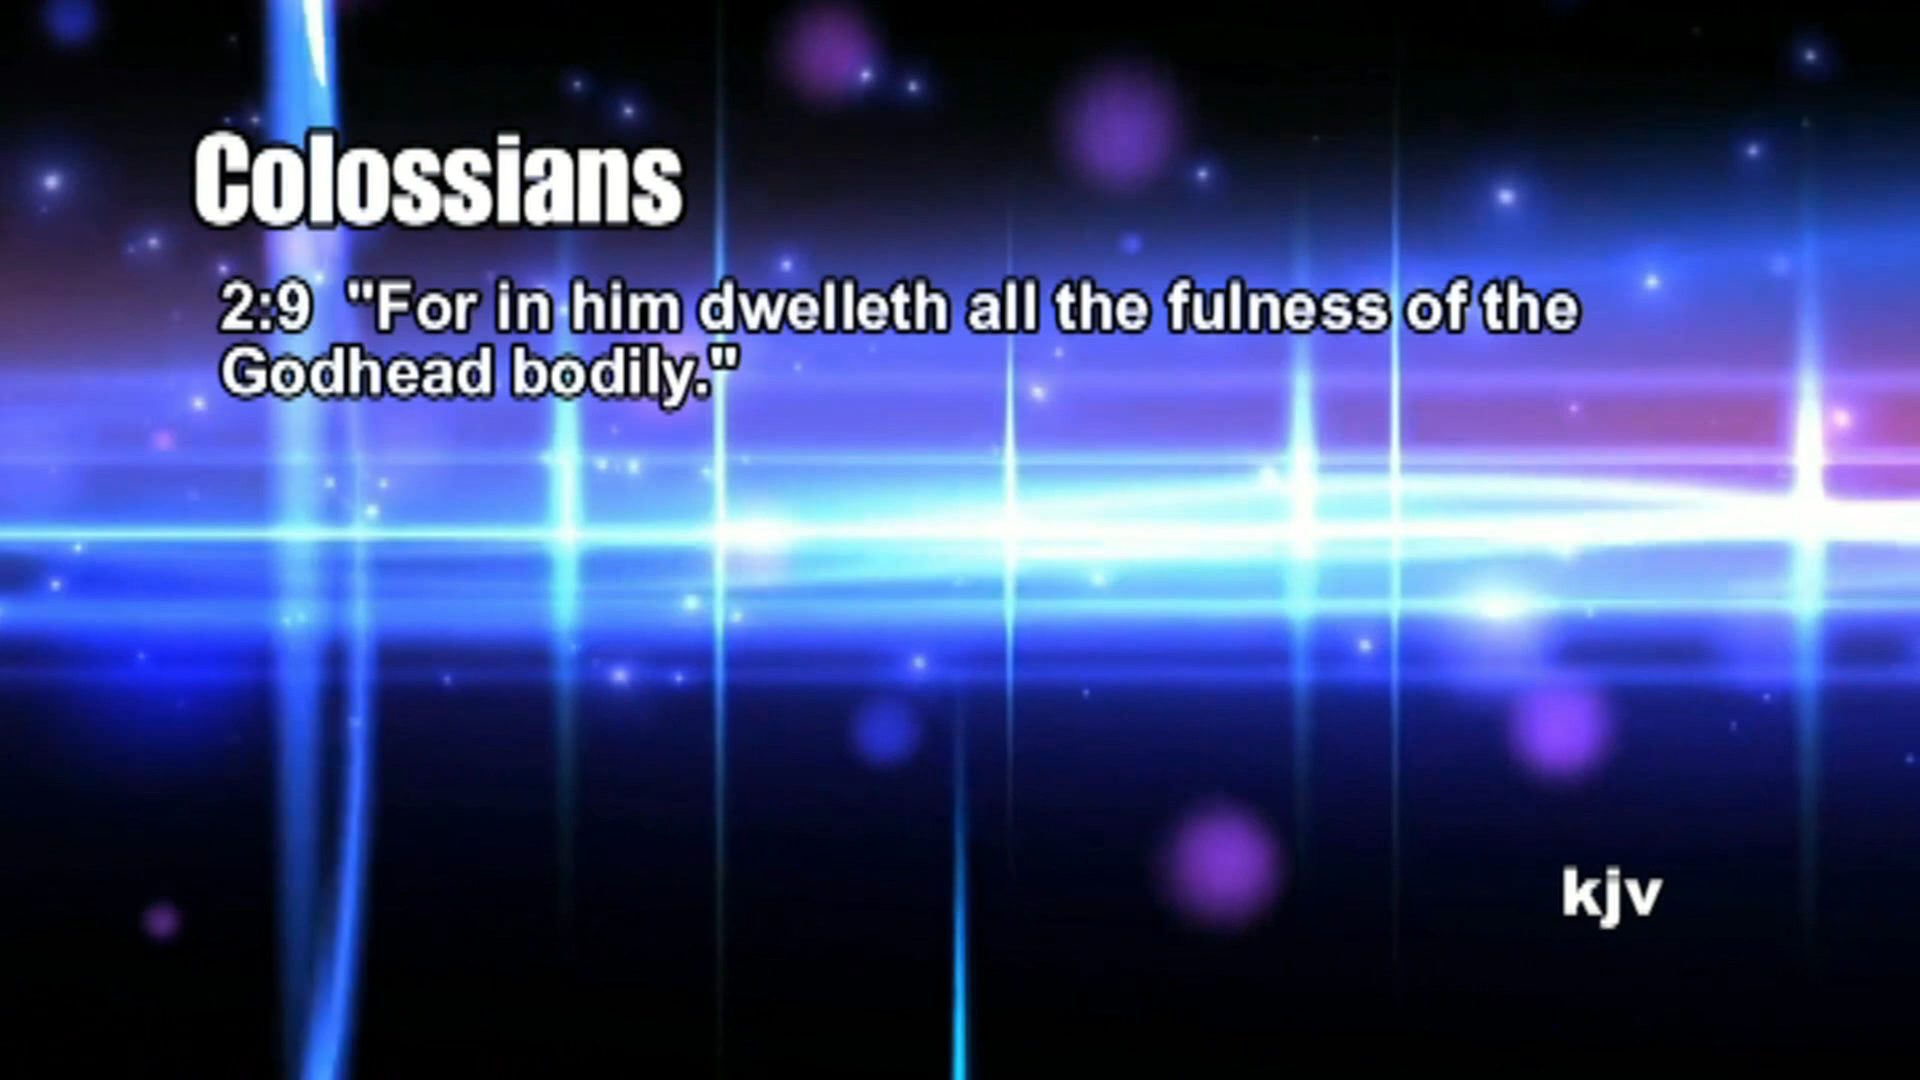 Colossians
2:9  "For in him dwelleth all the fulness of the
Godhead bodily."
kjv